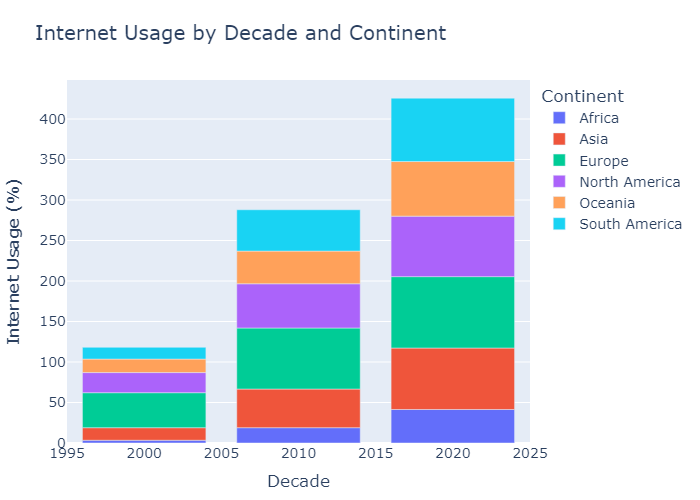 Internet Usage by Decade and Continent
Internet Usage (%)
400
350
300
250
200
150
100
50
0
1995
2000
2005
2010
2015
2020
2025
Decade
Continent
Africa
Asia
Europe
North America
Oceania
South America